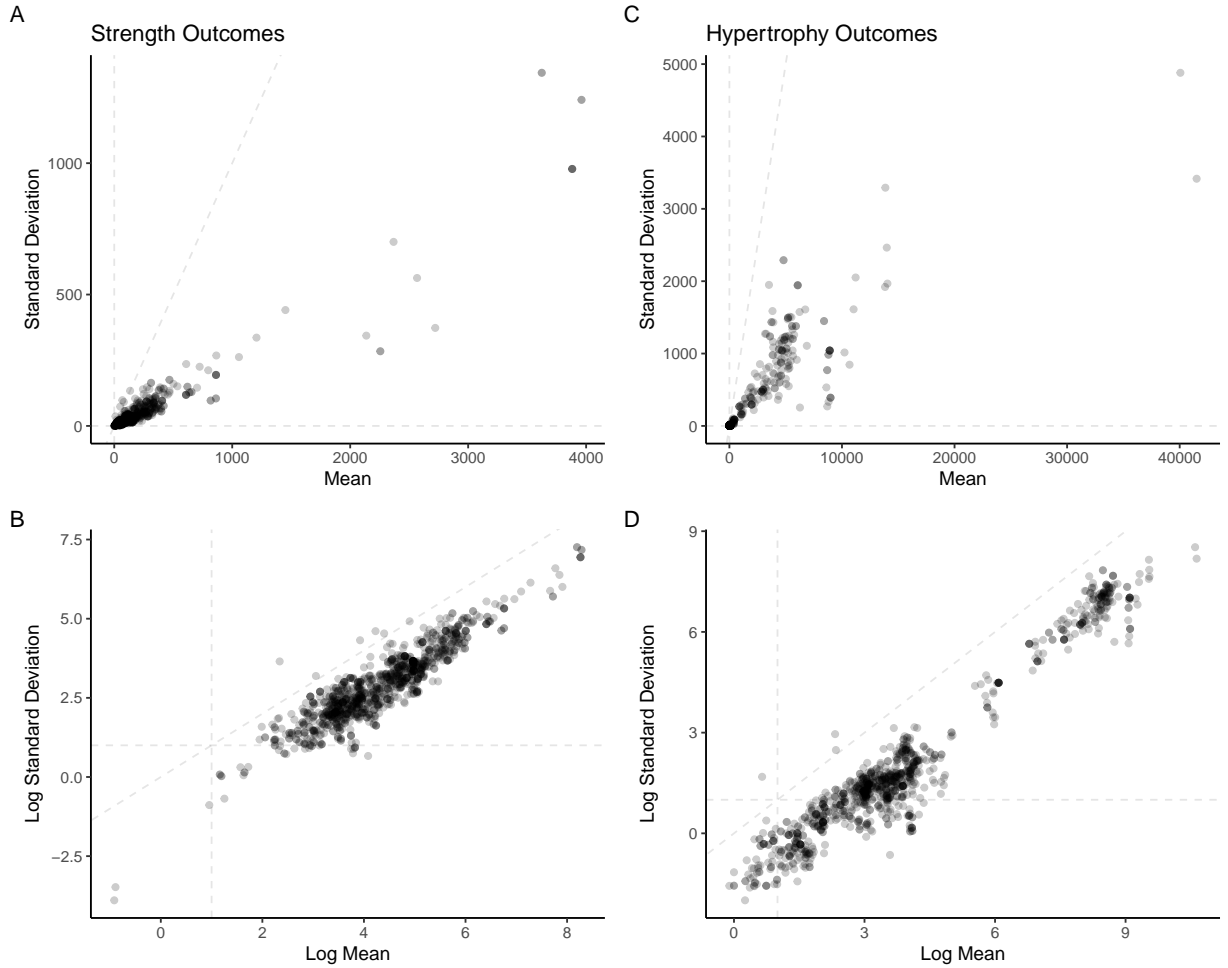 A
Strength Outcomes
1000
500
0
Standard Deviation
0 1000 2000 3000 4000
Mean
C
Hypertrophy Outcomes
5000
4000
3000
2000
1000
0
Standard Deviation
0 10000 20000 30000 40000
Mean
B
7.5
5.0
2.5
0.0
−2.5
Log Standard Deviation
0 2 4 6 8
Log Mean
D
9
6
3
0
Log Standard Deviation
0 3 6 9
Log Mean